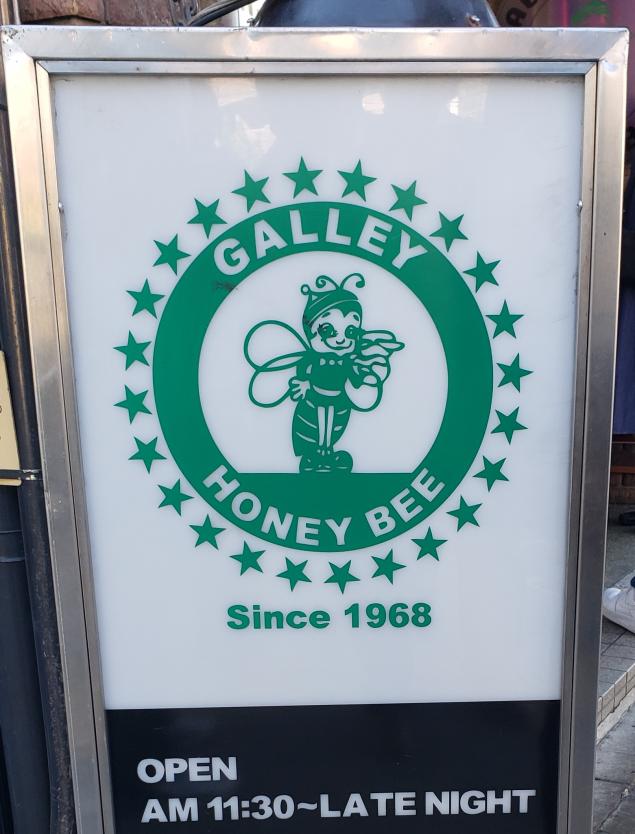 GALLEY
HONEY BEE
Since 1968
OPEN
AM 11:30~LATE NIGHT